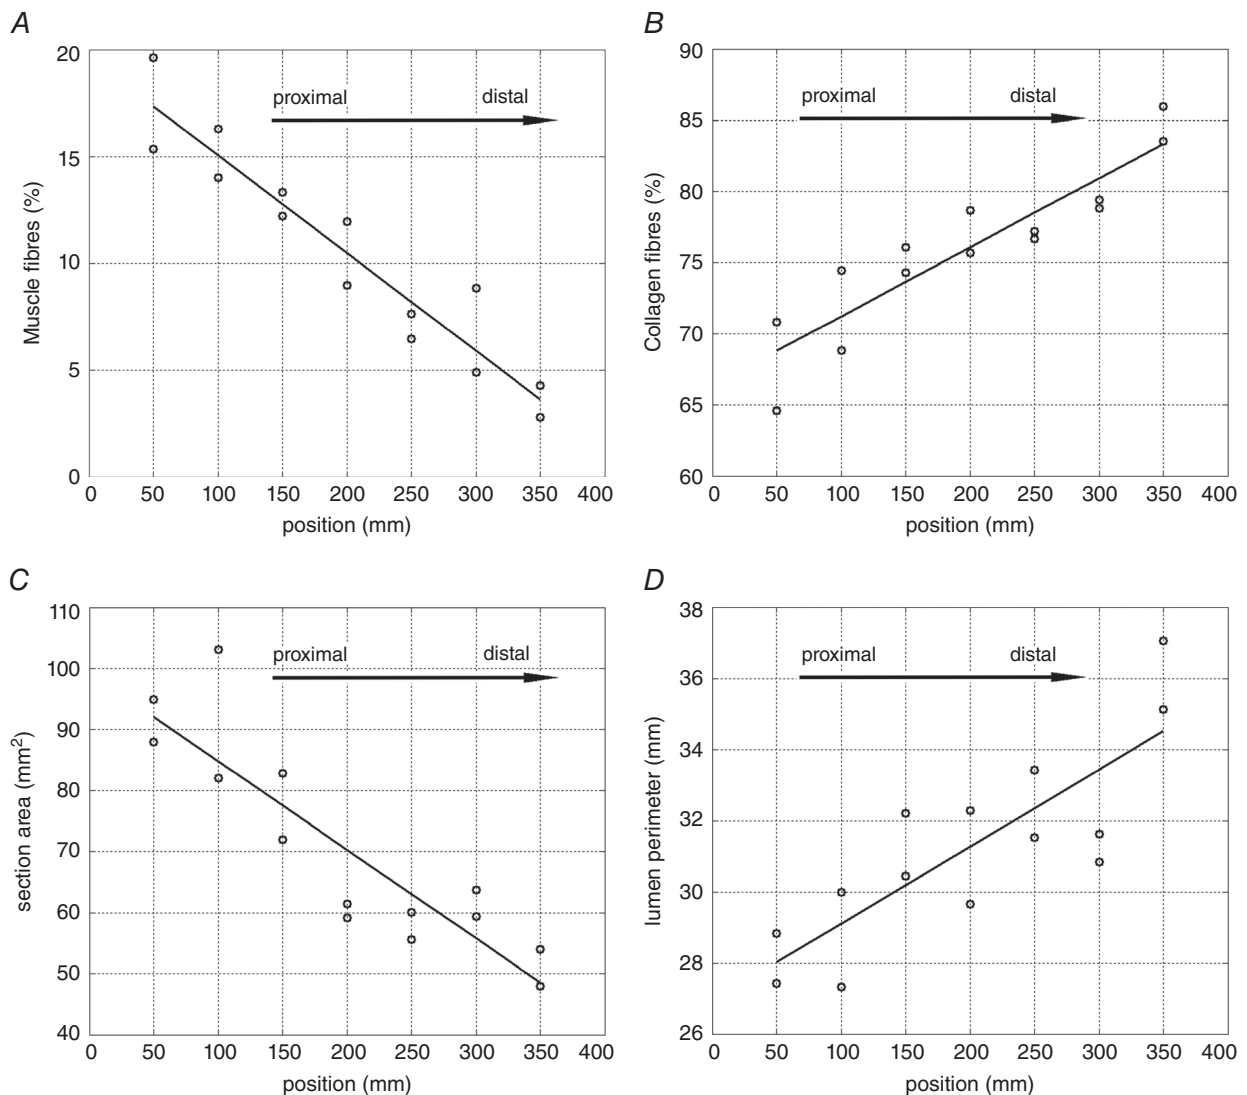 A
20
15
10
5
0
Muscle fibres (%)
proximal
distal
0 50 100 150 200 250 300 350 400
position (mm)
B
90
85
80
75
70
65
60
Collagen fibres (%)
proximal
distal
0 50 100 150 200 250 300 350 400
position (mm)
C
110
100
90
80
70
60
50
40
section area (mm²)
proximal
distal
0 50 100 150 200 250 300 350 400
position (mm)
D
38
36
34
32
30
28
26
lumen perimeter (mm)
proximal
distal
0 50 100 150 200 250 300 350 400
position (mm)